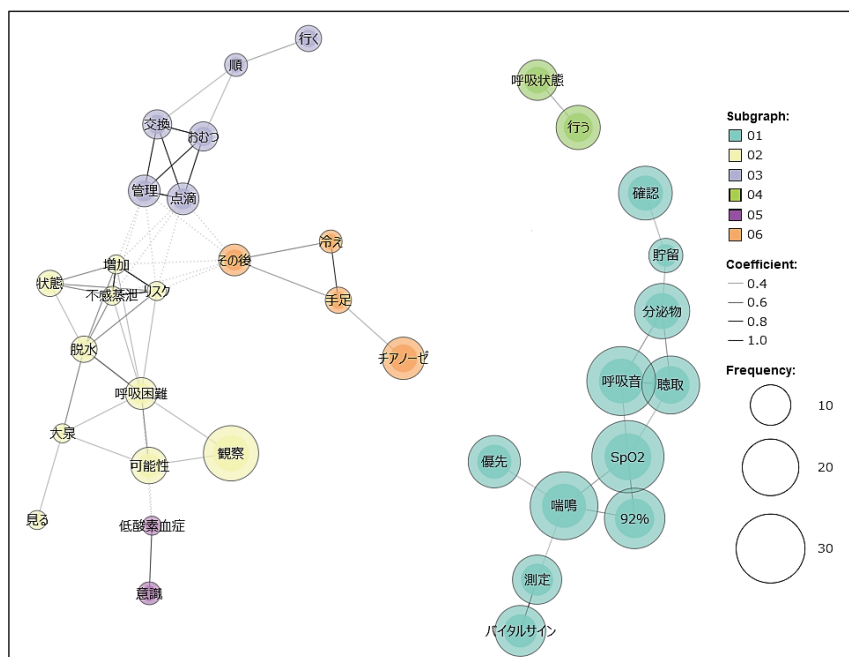 行く
順
交換
おむつ
管理
点滴
増加
状態
不感蒸泄
リスク
脱水
呼吸困難
大泉
可能性
観察
見る
低酸素血症
意識
その後
冷え
手足
チアノーゼ
呼吸状態
行う
確認
貯留
分泌物
呼吸音
聴取
SpO2
優先
喘鳴
92%
測定
バイタルサイン
Subgraph:
01
02
03
04
05
06
Coefficient:
0.4
0.6
0.8
1.0
Frequency:
10
20
30